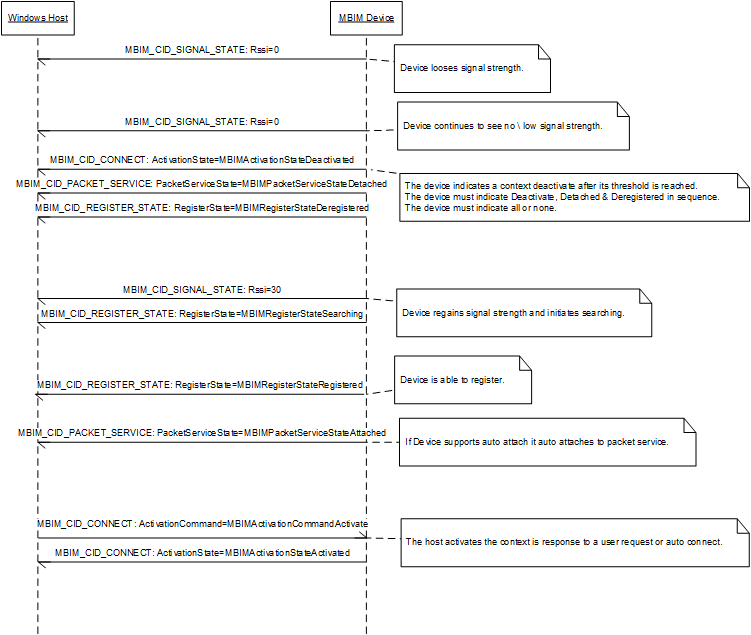 Windows Host
MBIM Device
MBIM_CID_SIGNAL_STATE: Rssi=0
Device looses signal strength.
MBIM_CID_SIGNAL_STATE: Rssi=0
Device continues to see no \ low signal strength.
MBIM_CID_CONNECT: ActivationState=MBIMActivationStateDeactivated
MBIM_CID_PACKET_SERVICE: PacketServiceState=MBIMPacketServiceStateDetached
MBIM_CID_REGISTER_STATE: RegisterState=MBIMRegisterStateDeregistered
The device indicates a context deactivate after its threshold is reached.
The device must indicate Deactivate, Detached & Deregistered in sequence.
The device must indicate all or none.
MBIM_CID_SIGNAL_STATE: Rssi=30
MBIM_CID_REGISTER_STATE: RegisterState=MBIMRegisterStateSearching
Device regains signal strength and initiates searching.
MBIM_CID_REGISTER_STATE: RegisterState=MBIMRegisterStateRegistered
Device is able to register.
MBIM_CID_PACKET_SERVICE: PacketServiceState=MBIMPacketServiceStateAttached
If Device supports auto attach it auto attaches to packet service.
MBIM_CID_CONNECT: ActivationCommand=MBIMActivationCommandActivate
The host activates the context is response to a user request or auto connect.
MBIM_CID_CONNECT: ActivationState=MBIMActivationStateActivated